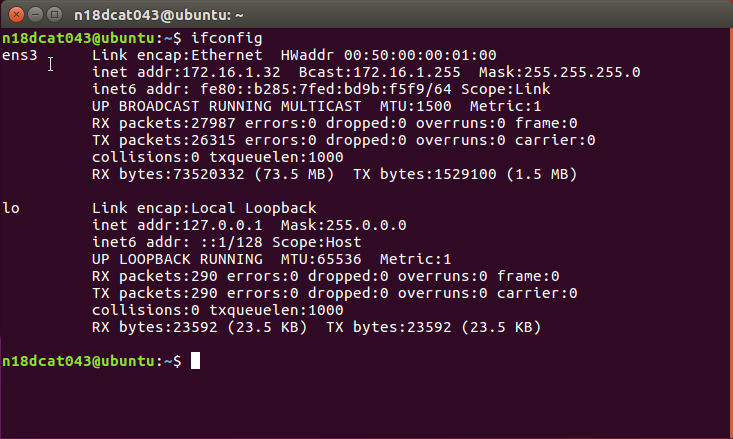 n18dcat043@ubuntu: ~
n18dcat043@ubuntu:~$ ifconfig
ens3      Link encap:Ethernet  HWaddr 00:50:00:00:01:00
          inet addr:172.16.1.32  Bcast:172.16.1.255  Mask:255.255.255.0
          inet6 addr: fe80::b285:7fed:bd9b:f5f9/64 Scope:Link
          UP BROADCAST RUNNING MULTICAST  MTU:1500  Metric:1
          RX packets:27987 errors:0 dropped:0 overruns:0 frame:0
          TX packets:26315 errors:0 dropped:0 overruns:0 carrier:0
          collisions:0 txqueuelen:1000
          RX bytes:73520332 (73.5 MB)  TX bytes:1529100 (1.5 MB)
lo        Link encap:Local Loopback
          inet addr:127.0.0.1  Mask:255.0.0.0
          inet6 addr: ::1/128 Scope:Host
          UP LOOPBACK RUNNING  MTU:65536  Metric:1
          RX packets:290 errors:0 dropped:0 overruns:0 frame:0
          TX packets:290 errors:0 dropped:0 overruns:0 carrier:0
          collisions:0 txqueuelen:1000
          RX bytes:23592 (23.5 KB)  TX bytes:23592 (23.5 KB)
n18dcat043@ubuntu:~$